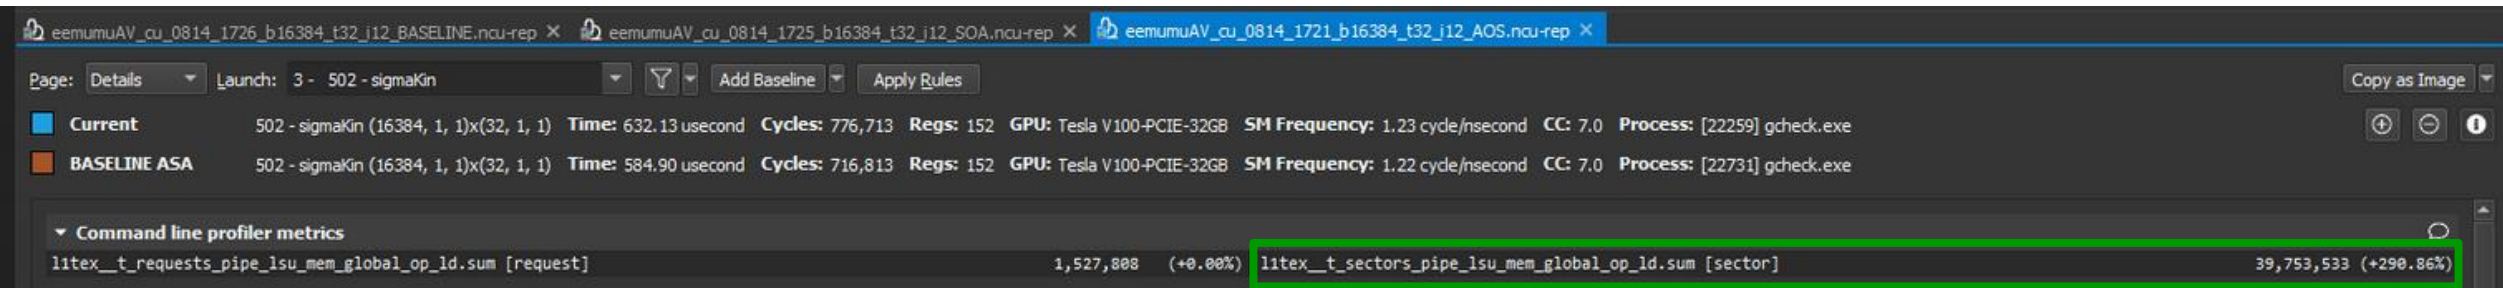 eemumuAV_cu_0814_1726_b16384_t32_i12_BASELINE.ncu-rep × eemumuAV_cu_0814_1725_b16384_t32_i12_SOA.ncu-rep × eemumuAV_cu_0814_1721_b16384_t32_i12_AOS.ncu-rep ×
Page: Details Launch: 3 - 502 - sigmaKin Add Baseline Apply Rules Copy as Image
Current 502 - sigmaKin (16384, 1, 1)x(32, 1, 1) Time: 632.13 usecond Cycles: 776,713 Regs: 152 GPU: Tesla V100-PCIE-32GB SM Frequency: 1.23 cycle/nsecond CC: 7.0 Process: [22259] gcheck.exe
BASELINE ASA 502 - sigmaKin (16384, 1, 1)x(32, 1, 1) Time: 584.90 usecond Cycles: 716,813 Regs: 152 GPU: Tesla V100-PCIE-32GB SM Frequency: 1.22 cycle/nsecond CC: 7.0 Process: [22731] gcheck.exe
Command line profiler metrics
l1tex__t_requests_pipe_lsu_mem_global_op_ld.sum [request] 1,527,808 (+0.00%) l1tex__t_sectors_pipe_lsu_mem_global_op_ld.sum [sector] 39,753,533 (+290.86%)